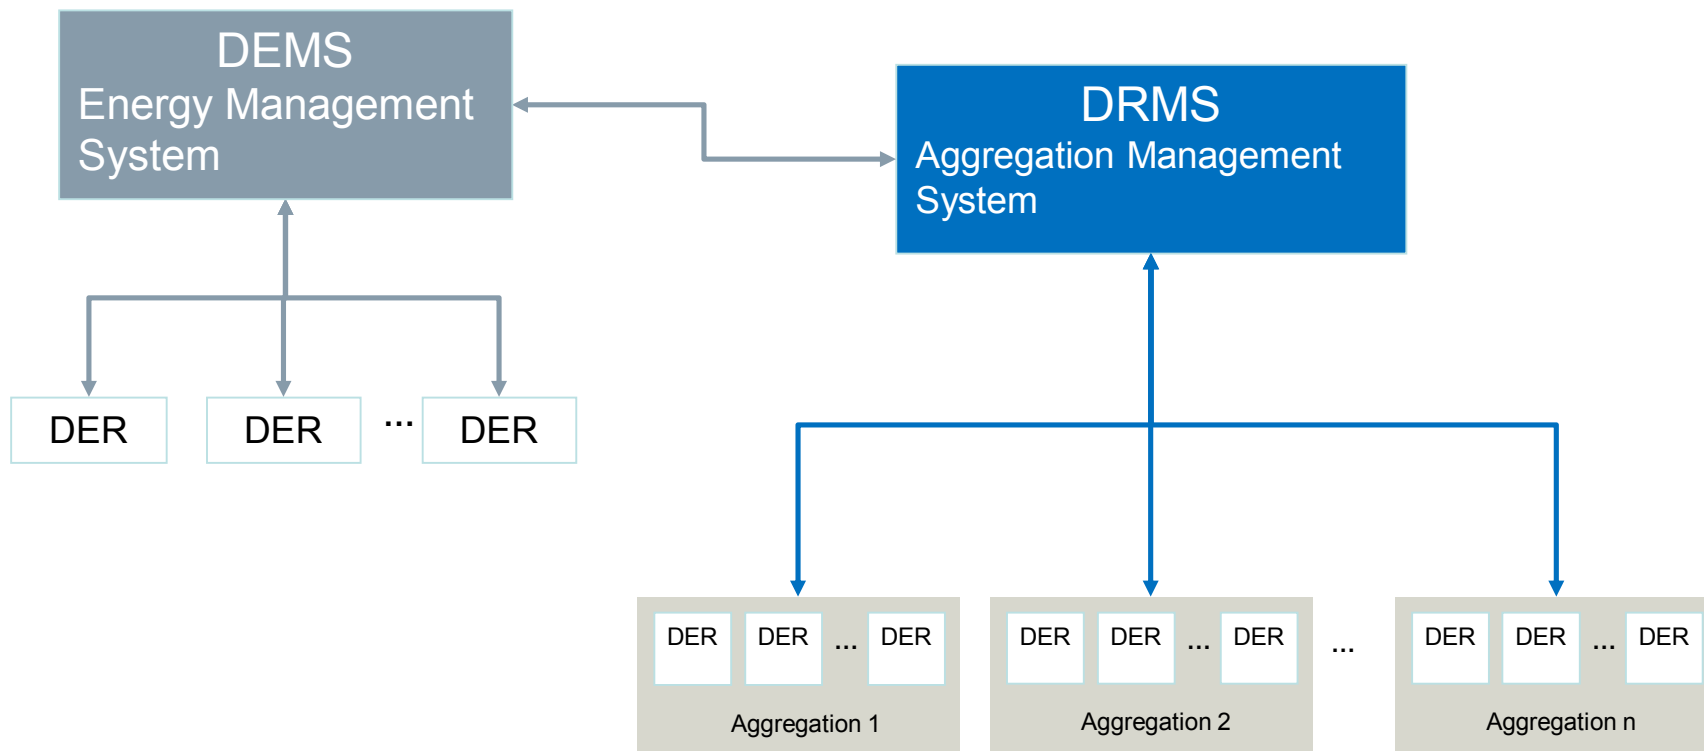 DEMS
Energy Management
System
DRMS
Aggregation Management
System
DER
DER
...
DER
DER
DER
...
DER
Aggregation 1
DER
DER
...
DER
Aggregation 2
...
DER
DER
...
DER
Aggregation n